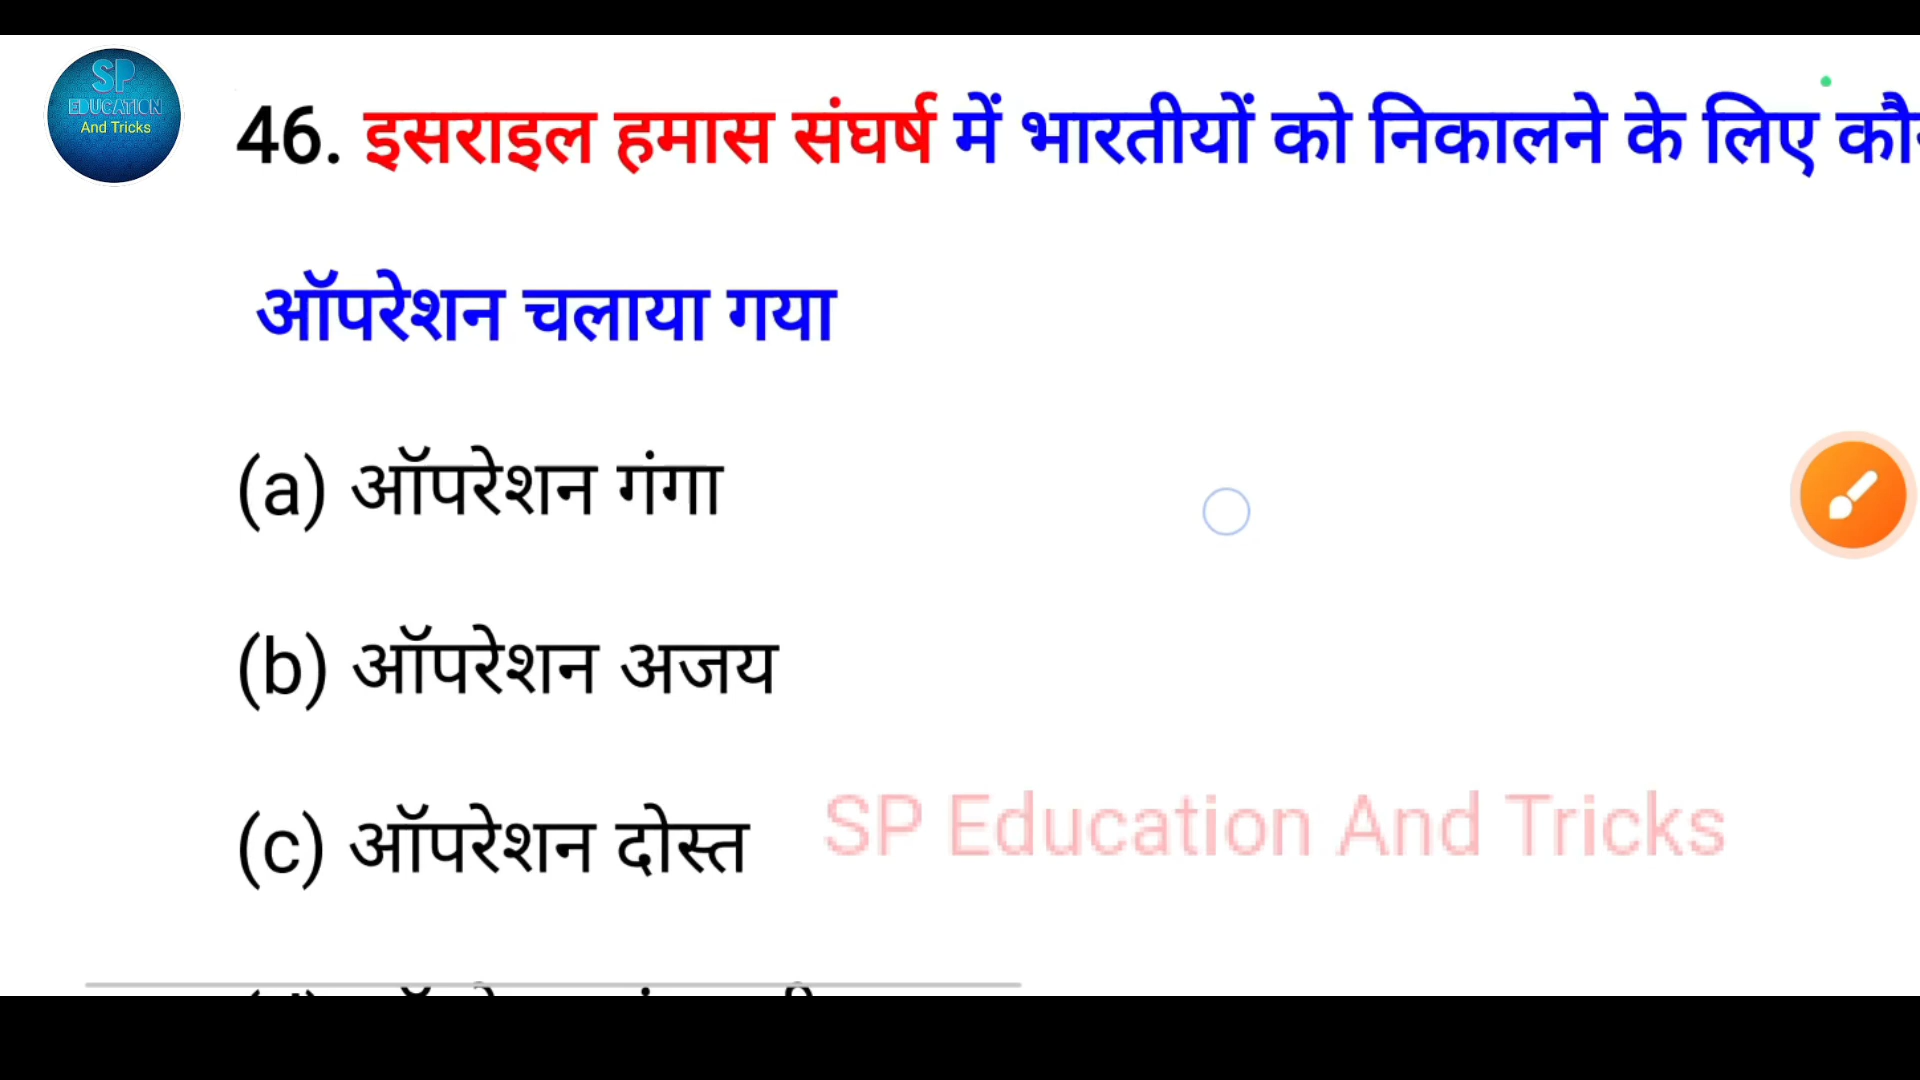 SP
EDUCATION
And Tricks
46. इसराइल हमास संघर्ष में भारतीयों को निकालने के लिए
ऑपरेशन चलाया गया
(a) ऑपरेशन गंगा
(b) ऑपरेशन अजय
(c) ऑपरेशन दोस्त
SP Education And Tricks